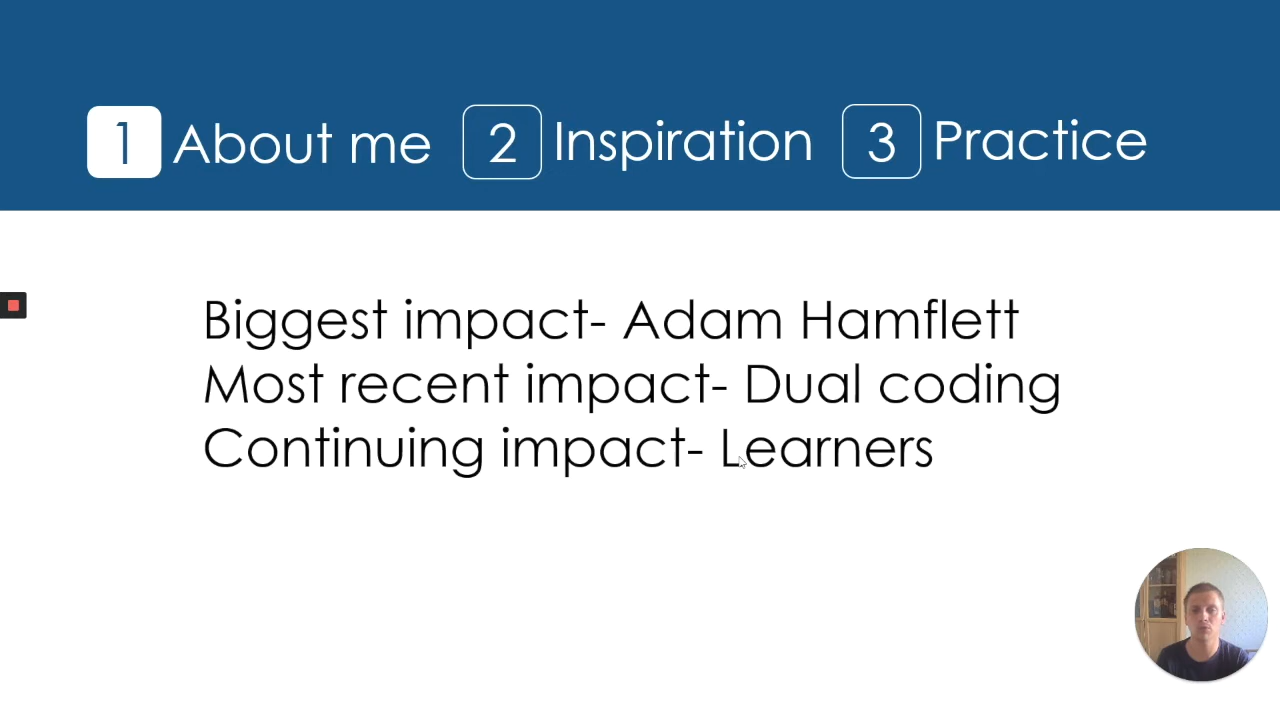 1 About me 2 Inspiration 3 Practice
Biggest impact- Adam Hamflett
Most recent impact- Dual coding
Continuing impact- Learners